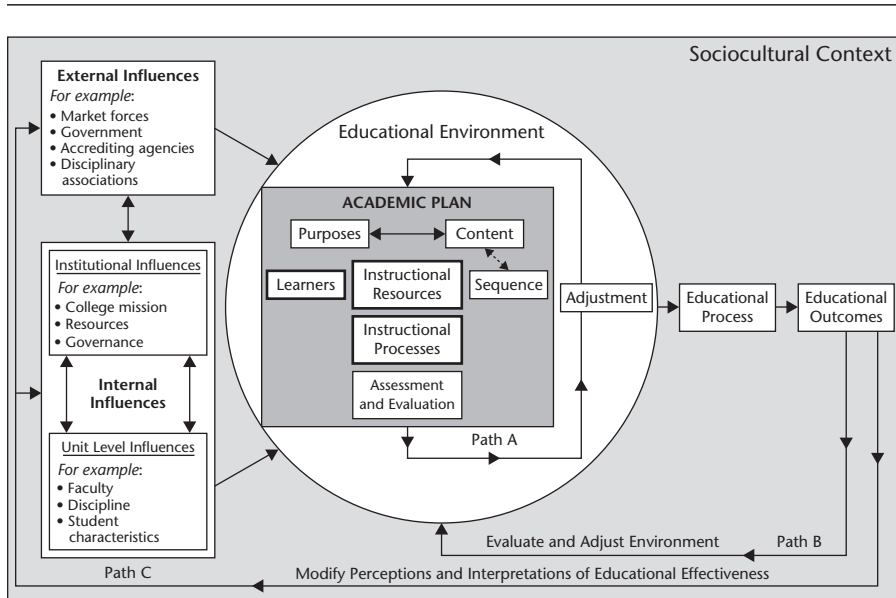 Sociocultural Context
External Influences
For example:
• Market forces
• Government
• Accrediting agencies
• Disciplinary
associations
Institutional Influences
For example:
• College mission
• Resources
• Governance
Internal
Influences
Unit Level Influences
For example:
• Faculty
• Discipline
• Student
characteristics
Educational Environment
ACADEMIC PLAN
Purposes
Content
Learners
Instructional
Resources
Sequence
Instructional
Processes
Assessment
and Evaluation
Adjustment
Path A
Educational
Process
Educational
Outcomes
Evaluate and Adjust Environment
Path B
Path C
Modify Perceptions and Interpretations of Educational Effectiveness